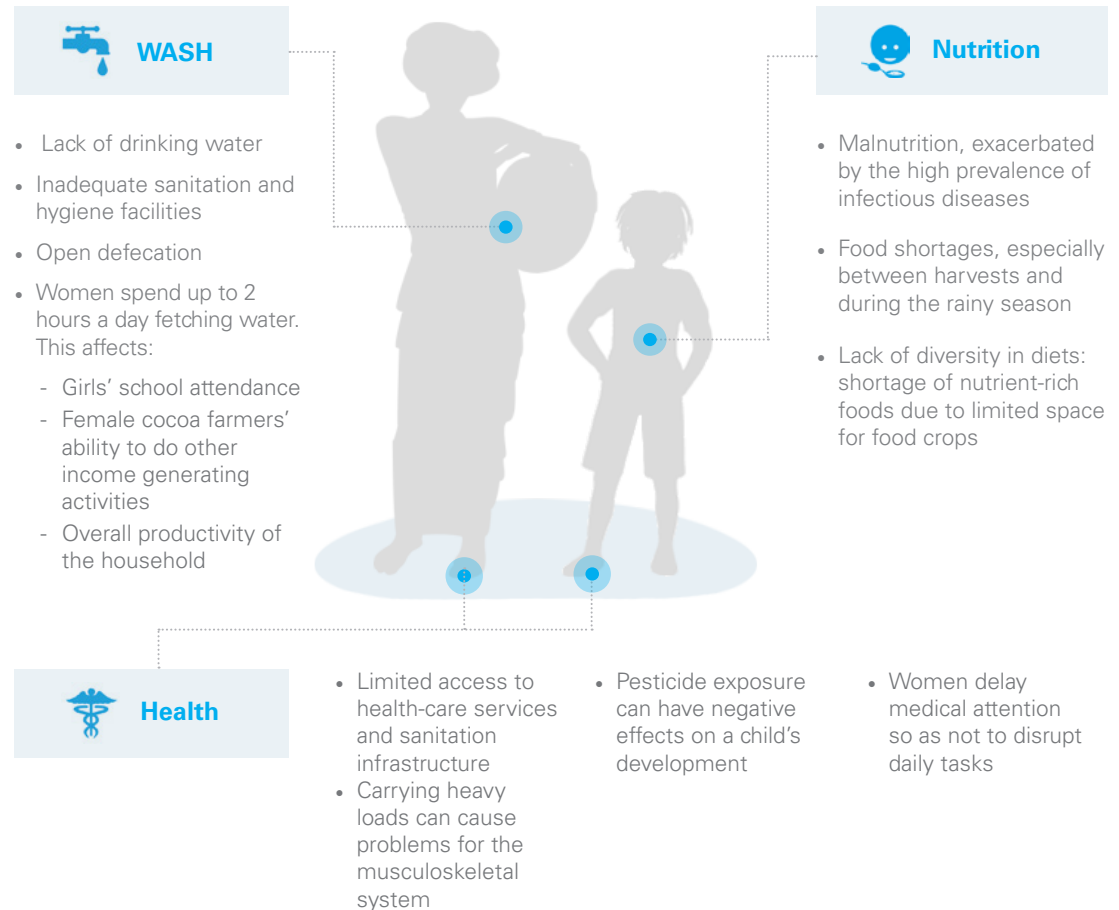 WASH
• Lack of drinking water
• Inadequate sanitation and
hygiene facilities
• Open defecation
• Women spend up to 2
hours a day fetching water.
This affects:
- Girls’ school attendance
- Female cocoa farmers’
ability to do other
income generating
activities
- Overall productivity of
the household
Nutrition
• Malnutrition, exacerbated
by the high prevalence of
infectious diseases
• Food shortages, especially
between harvests and
during the rainy season
• Lack of diversity in diets:
shortage of nutrient-rich
foods due to limited space
for food crops
Health
• Limited access to
health-care services
and sanitation
infrastructure
• Carrying heavy
loads can cause
problems for the
musculoskeletal
system
• Pesticide exposure
can have negative
effects on a child’s
development
• Women delay
medical attention
so as not to disrupt
daily tasks